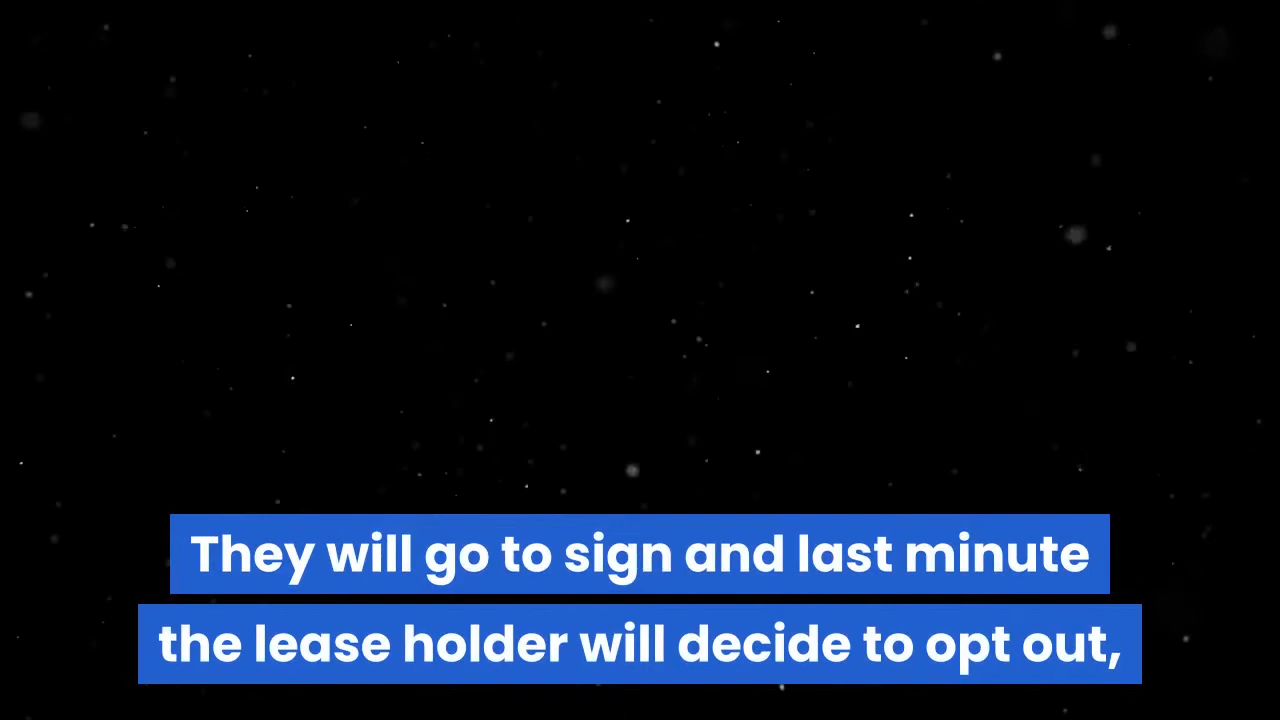 They will go to sign and last minute
the lease holder will decide to opt out,